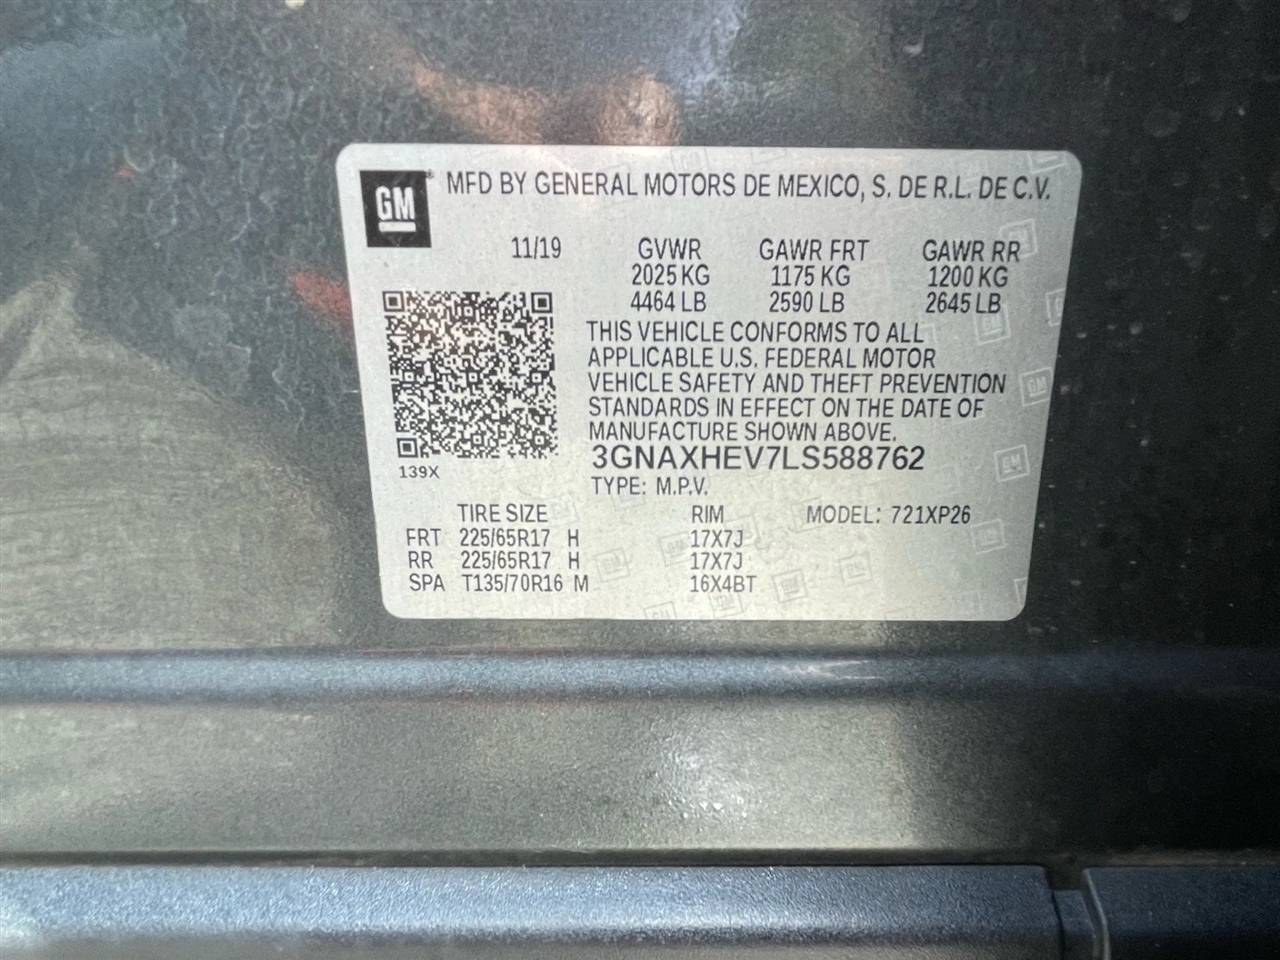 GM® MFD BY GENERAL MOTORS DE MEXICO, S. DE R.L. DE C.V.
11/19 GVWR GAWR FRT GAWR RR
2025 KG 1175 KG 1200 KG
4464 LB 2590 LB 2645 LB
THIS VEHICLE CONFORMS TO ALL
APPLICABLE U.S. FEDERAL MOTOR
VEHICLE SAFETY AND THEFT PREVENTION
STANDARDS IN EFFECT ON THE DATE OF
MANUFACTURE SHOWN ABOVE.
3GNAXHEV7LS588762
139X
TYPE: M.P.V.
TIRE SIZE RIM MODEL: 721XP26
FRT 225/65R17 H 17X7J
RR 225/65R17 H 17X7J
SPA T135/70R16 M 16X4BT